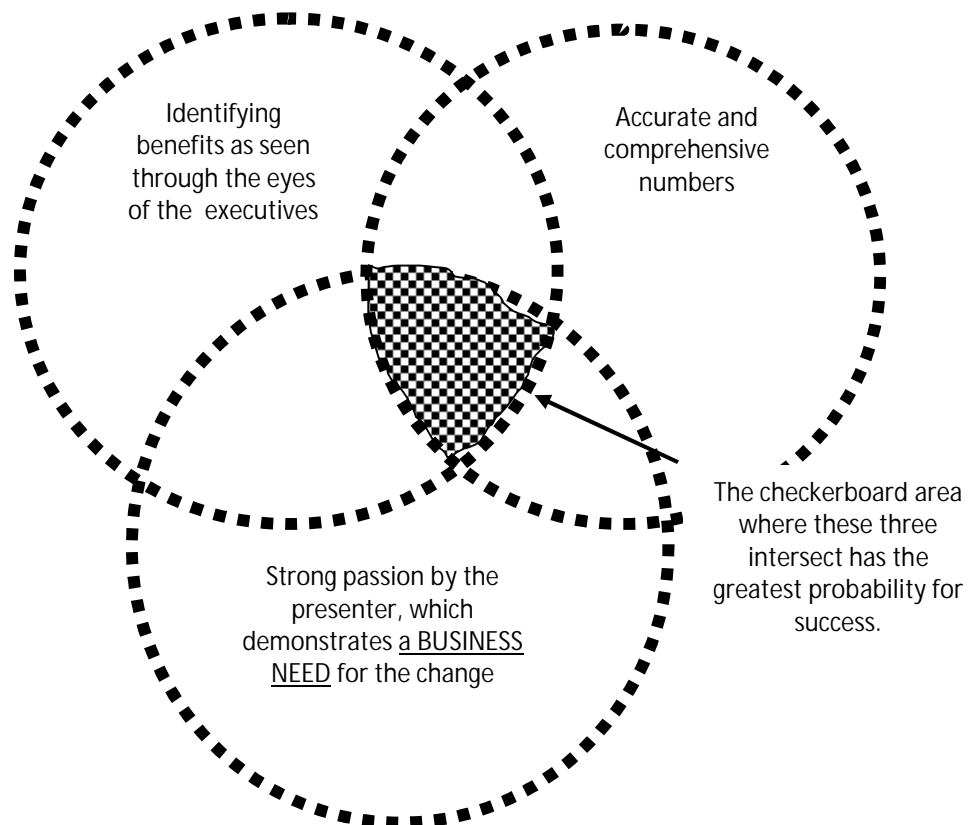 Identifying
benefits as seen
through the eyes
of the executives
Accurate and
comprehensive
numbers
Strong passion by the
presenter, which
demonstrates a BUSINESS
NEED for the change
The checkerboard area
where these three
intersect has the
greatest probability for
success.